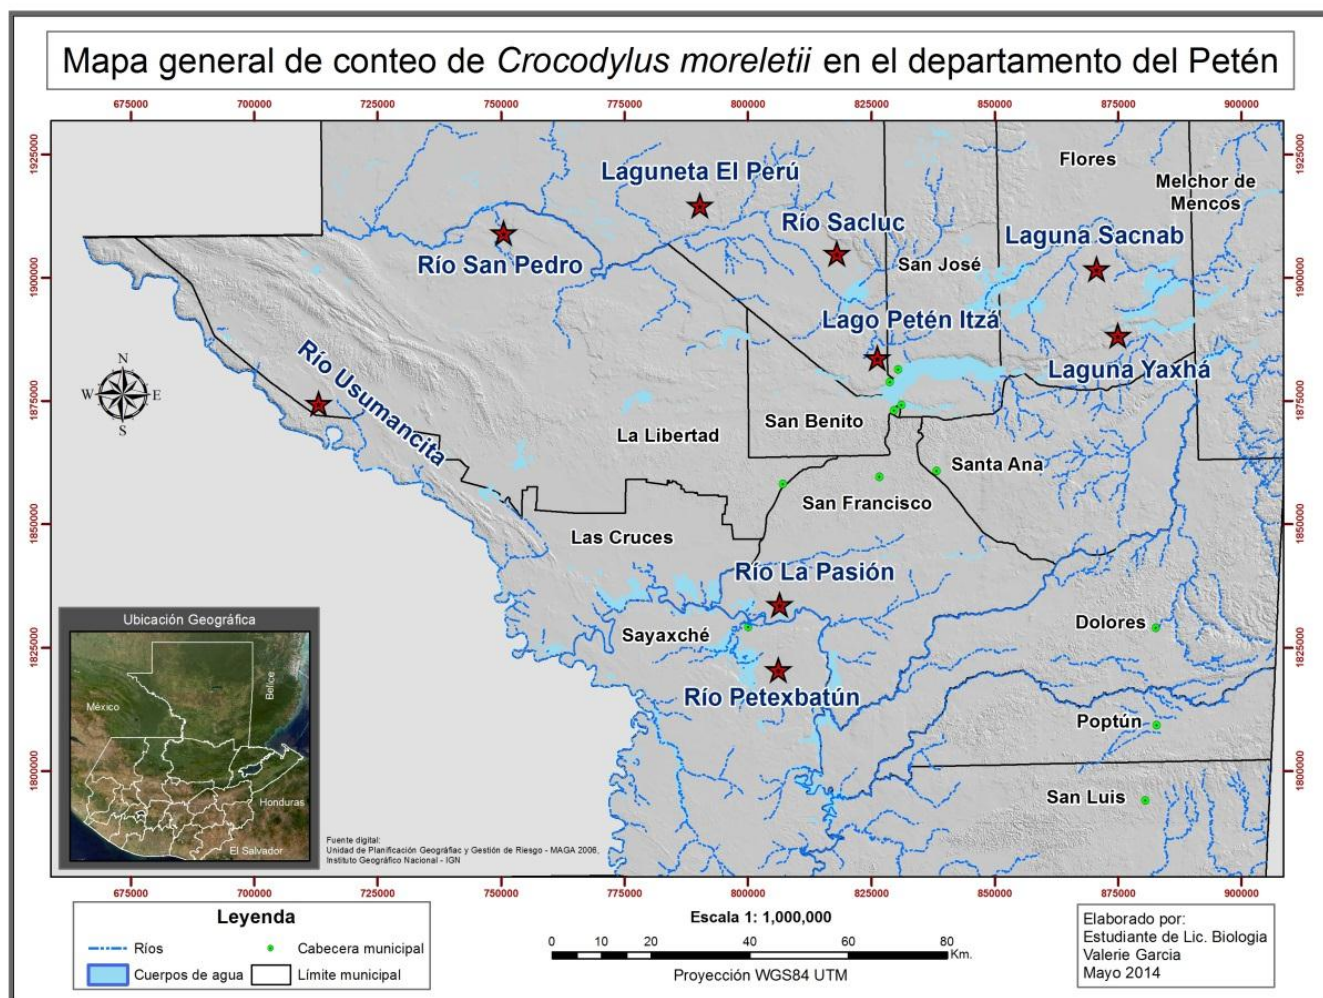 Mapa general de conteo de Crocodylus moreletii en el departamento del Petén
675000 700000 725000 750000 775000 800000 825000 850000 875000 900000
1925000
1925000
Flores
Laguneta El Perú
Melchor de
Mencos
Río Sacluc
Laguna Sacnab
Río San Pedro
San José
1900000
1900000
Lago Petén Itzá
Río Usumancita
Laguna Yaxhá
N
W E
S
1875000
1875000
San Benito
La Libertad
Santa Ana
San Francisco
1850000
1850000
Las Cruces
Río La Pasión
Ubicación Geográfica
Belice
México
Honduras
El Salvador
Sayaxché
Dolores
1825000
1825000
Río Petexbatún
Poptún
1800000
1800000
San Luis
Fuente digital:
Unidad de Planificación Geográfiac y Gestión de Riesgo - MAGA 2006,
Instituto Geográfico Nacional - IGN
675000 700000 725000 750000 775000 800000 825000 850000 875000 900000
Leyenda
Ríos
Cabecera municipal
Cuerpos de agua
Límite municipal
Escala 1: 1,000,000
0 10 20 40 60 80
Km.
Proyección WGS84 UTM
Elaborado por:
Estudiante de Lic. Biologia
Valerie Garcia
Mayo 2014